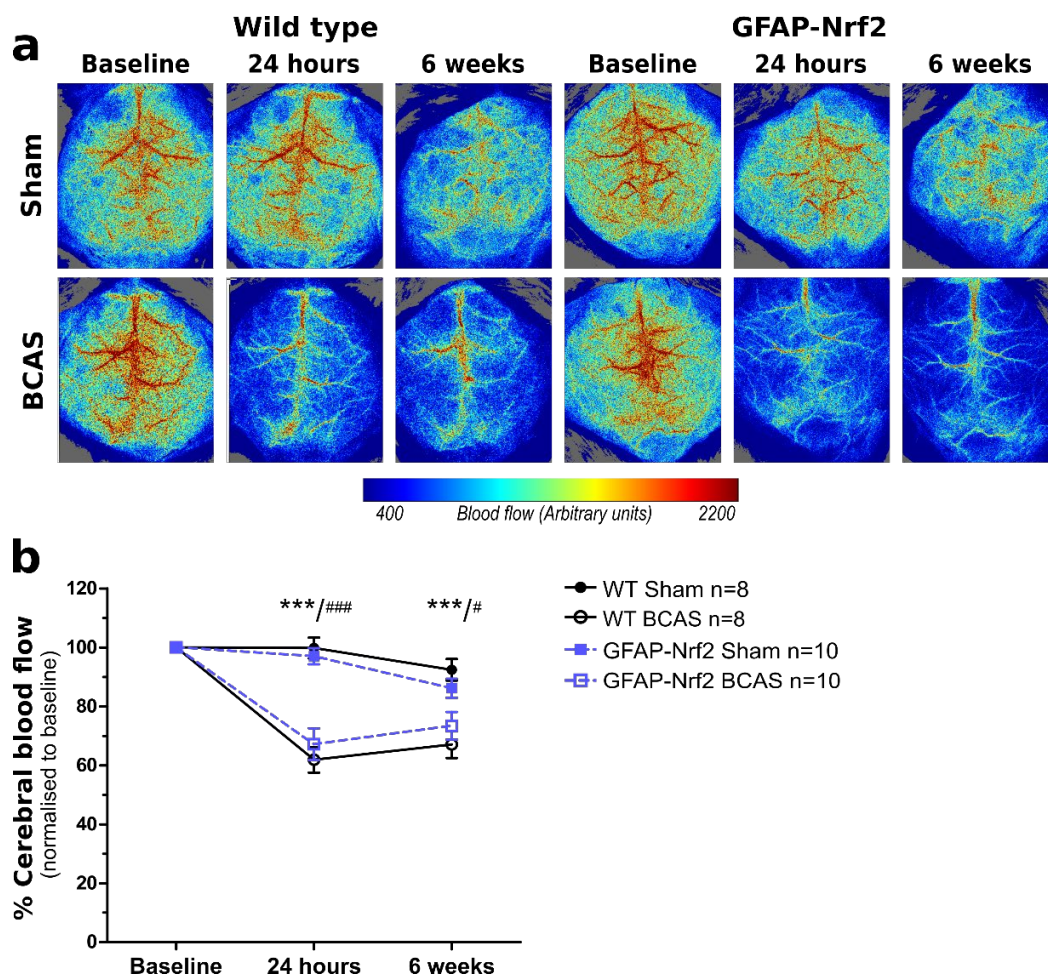 a
Wild type GFAP-Nrf2
Baseline 24 hours 6 weeks Baseline 24 hours 6 weeks
Sham
BCAS
400 Blood flow (Arbitrary units) 2200
b
% Cerebral blood flow
(normalised to baseline)
120
100
80
60
40
20
0
***/### ***/#
Baseline 24 hours 6 weeks
WT Sham n=8
WT BCAS n=8
GFAP-Nrf2 Sham n=10
GFAP-Nrf2 BCAS n=10